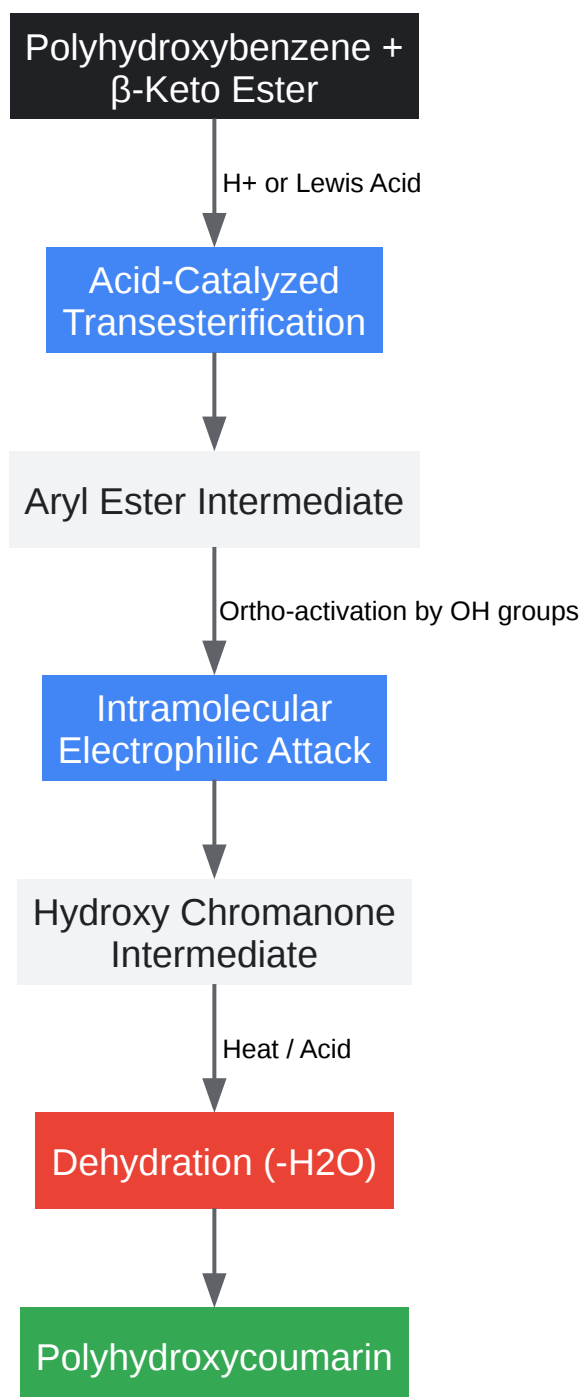 Polyhydroxybenzene +
β-Keto Ester
H+ or Lewis Acid
Acid-Catalyzed
Transesterification
Aryl Ester Intermediate
Ortho-activation by OH groups
Intramolecular
Electrophilic Attack
Hydroxy Chromanone
Intermediate
Heat / Acid
Dehydration (-H2O)
Polyhydroxycoumarin